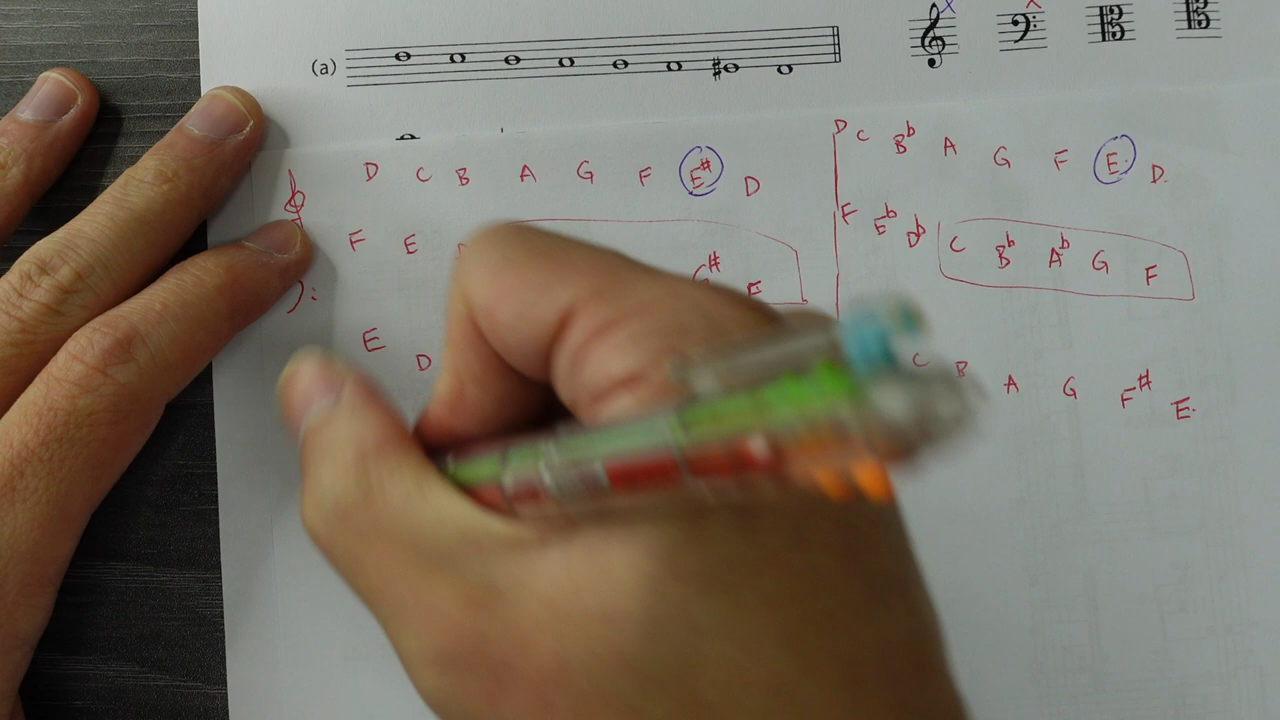 (a)
D C B A G F E# D
D C Bb A G F E D
F E G# F
F Eb Db C Bb Ab G F
E D
C B A G F# E